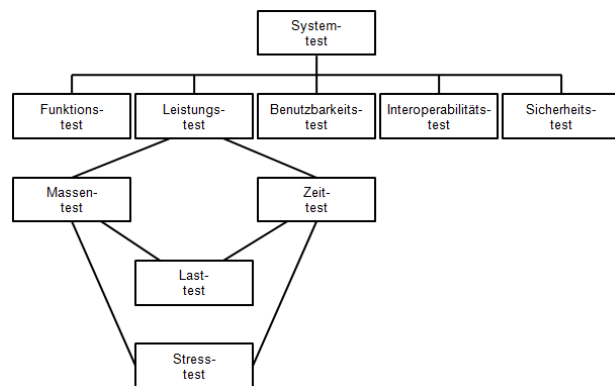 System-
test
Funktions-
test
Leistungs-
test
Benutzbarkeits-
test
Interoperabilitäts-
test
Sicherheits-
test
Massen-
test
Zeit-
test
Last-
test
Stress-
test